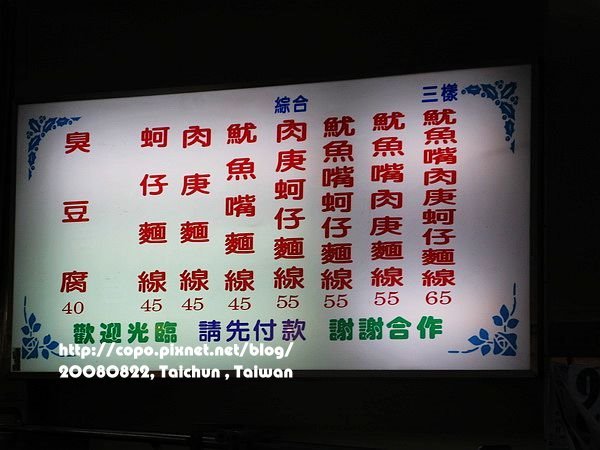 綜合
三樣
臭豆腐
40
蚵仔麵線
45
肉庚麵線
45
魷魚嘴麵線
45
肉庚蚵仔麵線
55
魷魚嘴蚵仔麵線
55
魷魚嘴肉庚麵線
55
魷魚嘴肉庚蚵仔麵線
65
歡迎光臨 請先付款 謝謝合作
http://copo.pixnet.net/blog/
20080822, Taichun , Taiwan